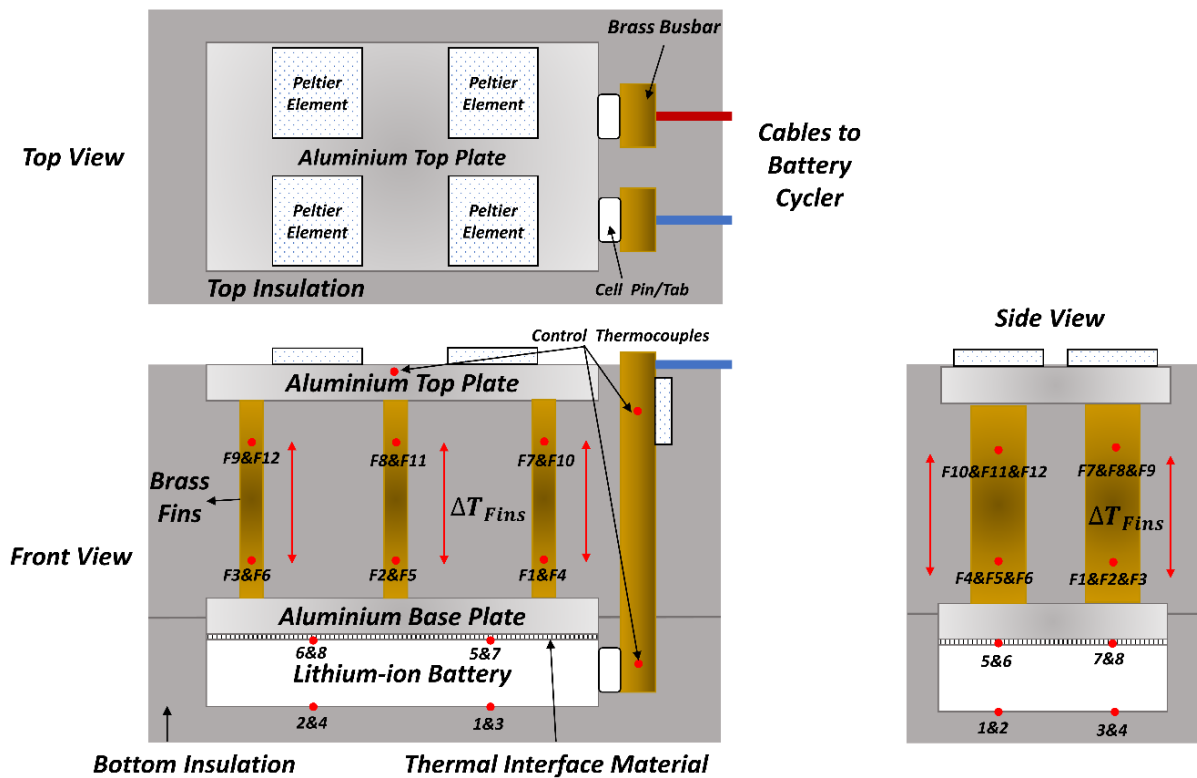 Brass Busbar
Peltier
Element
Peltier
Element
Top View
Aluminium Top Plate
Cables to
Battery
Cycler
Peltier
Element
Peltier
Element
Top Insulation
Cell Pin/Tab
Control Thermocouples
Side View
Aluminium Top Plate
F9&F12
F8&F11
F7&F10
F10&F11&F12
F7&F8&F9
Brass
Fins
ΔT_Fins
ΔT_Fins
Front View
F3&F6
F2&F5
F1&F4
F4&F5&F6
F1&F2&F3
Aluminium Base Plate
6&8
5&7
5&6
7&8
Lithium-ion Battery
2&4
1&3
1&2
3&4
Bottom Insulation
Thermal Interface Material